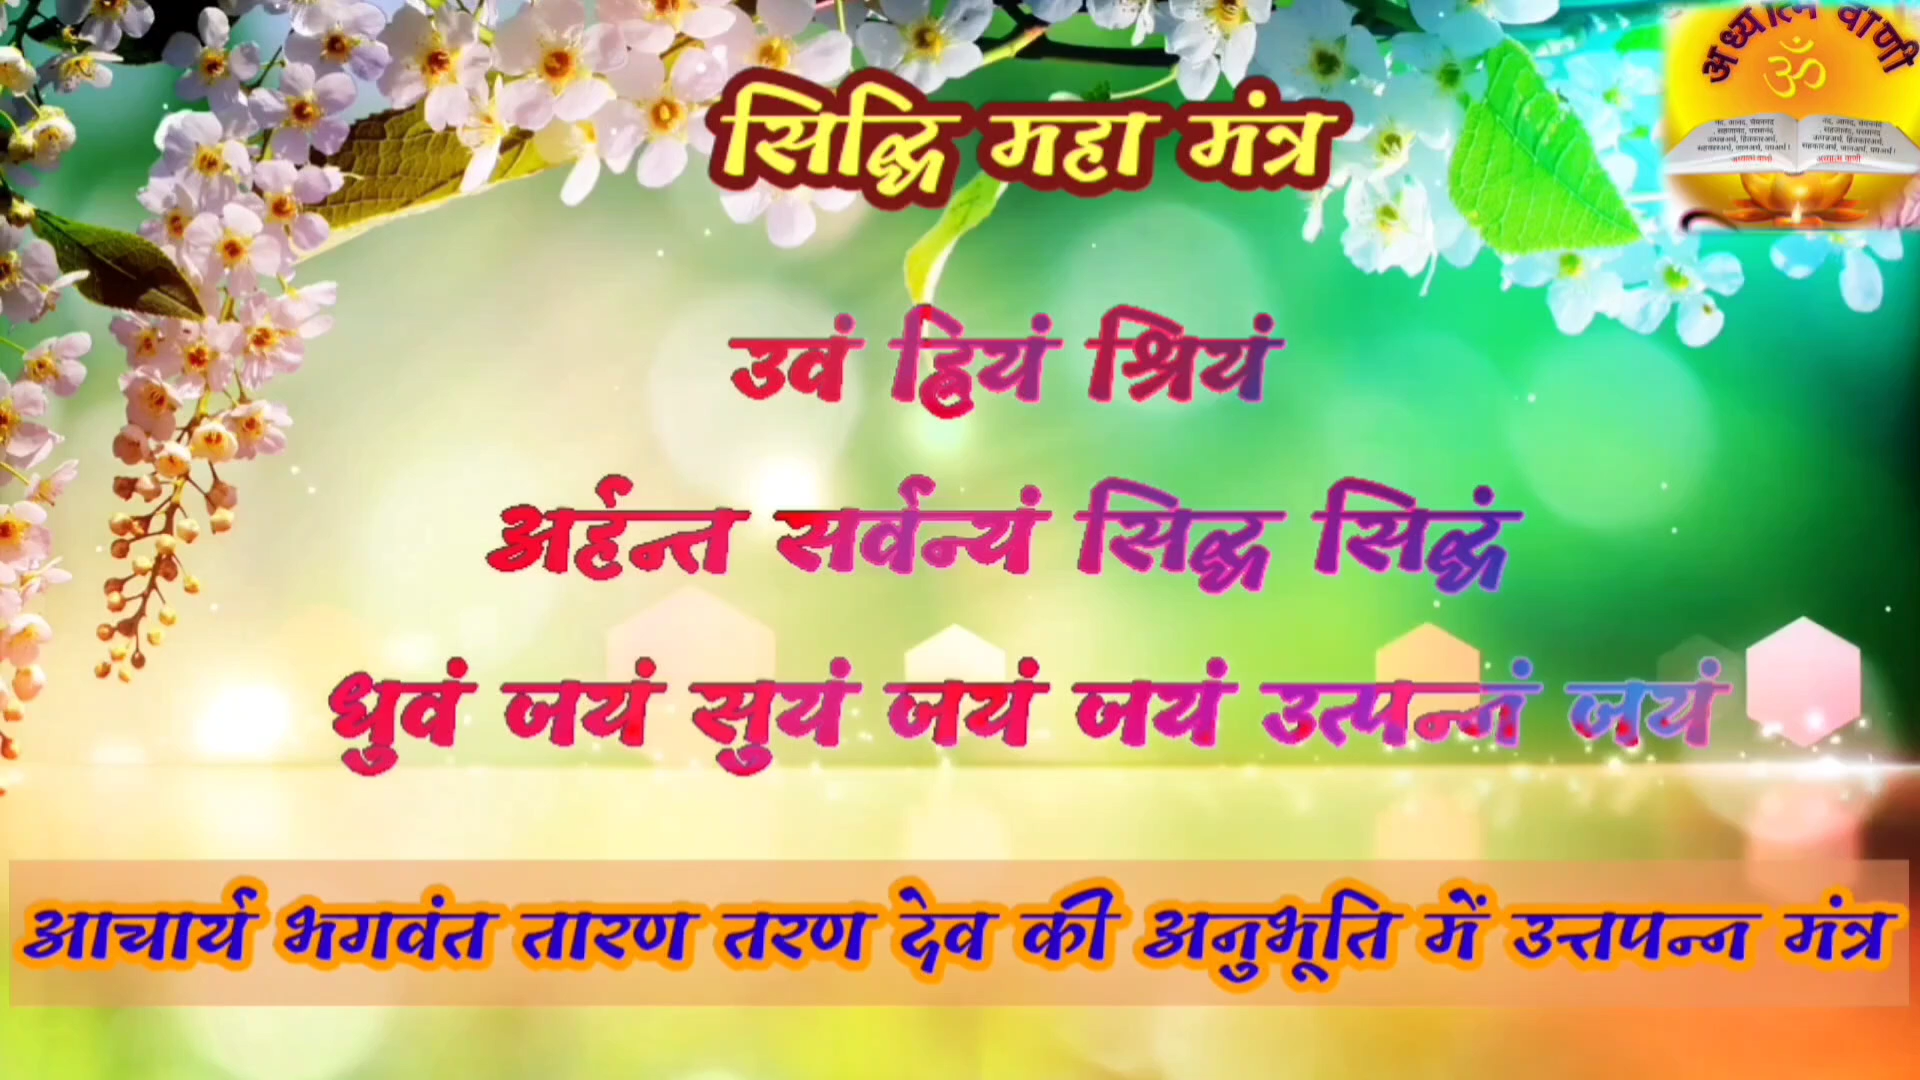 सिद्धि महा मंत्र
अध्यात्म वाणी
ॐ
उवं ह्रियं श्रियं
अर्हन्त सर्वन्यं सिद्ध सिद्धं
धुवं जयं सुयं जयं जयं उत्पन्नं जयं
आचार्य भगवंत तारण तरण देव की अनुभूति में उत्तपन्न मंत्र